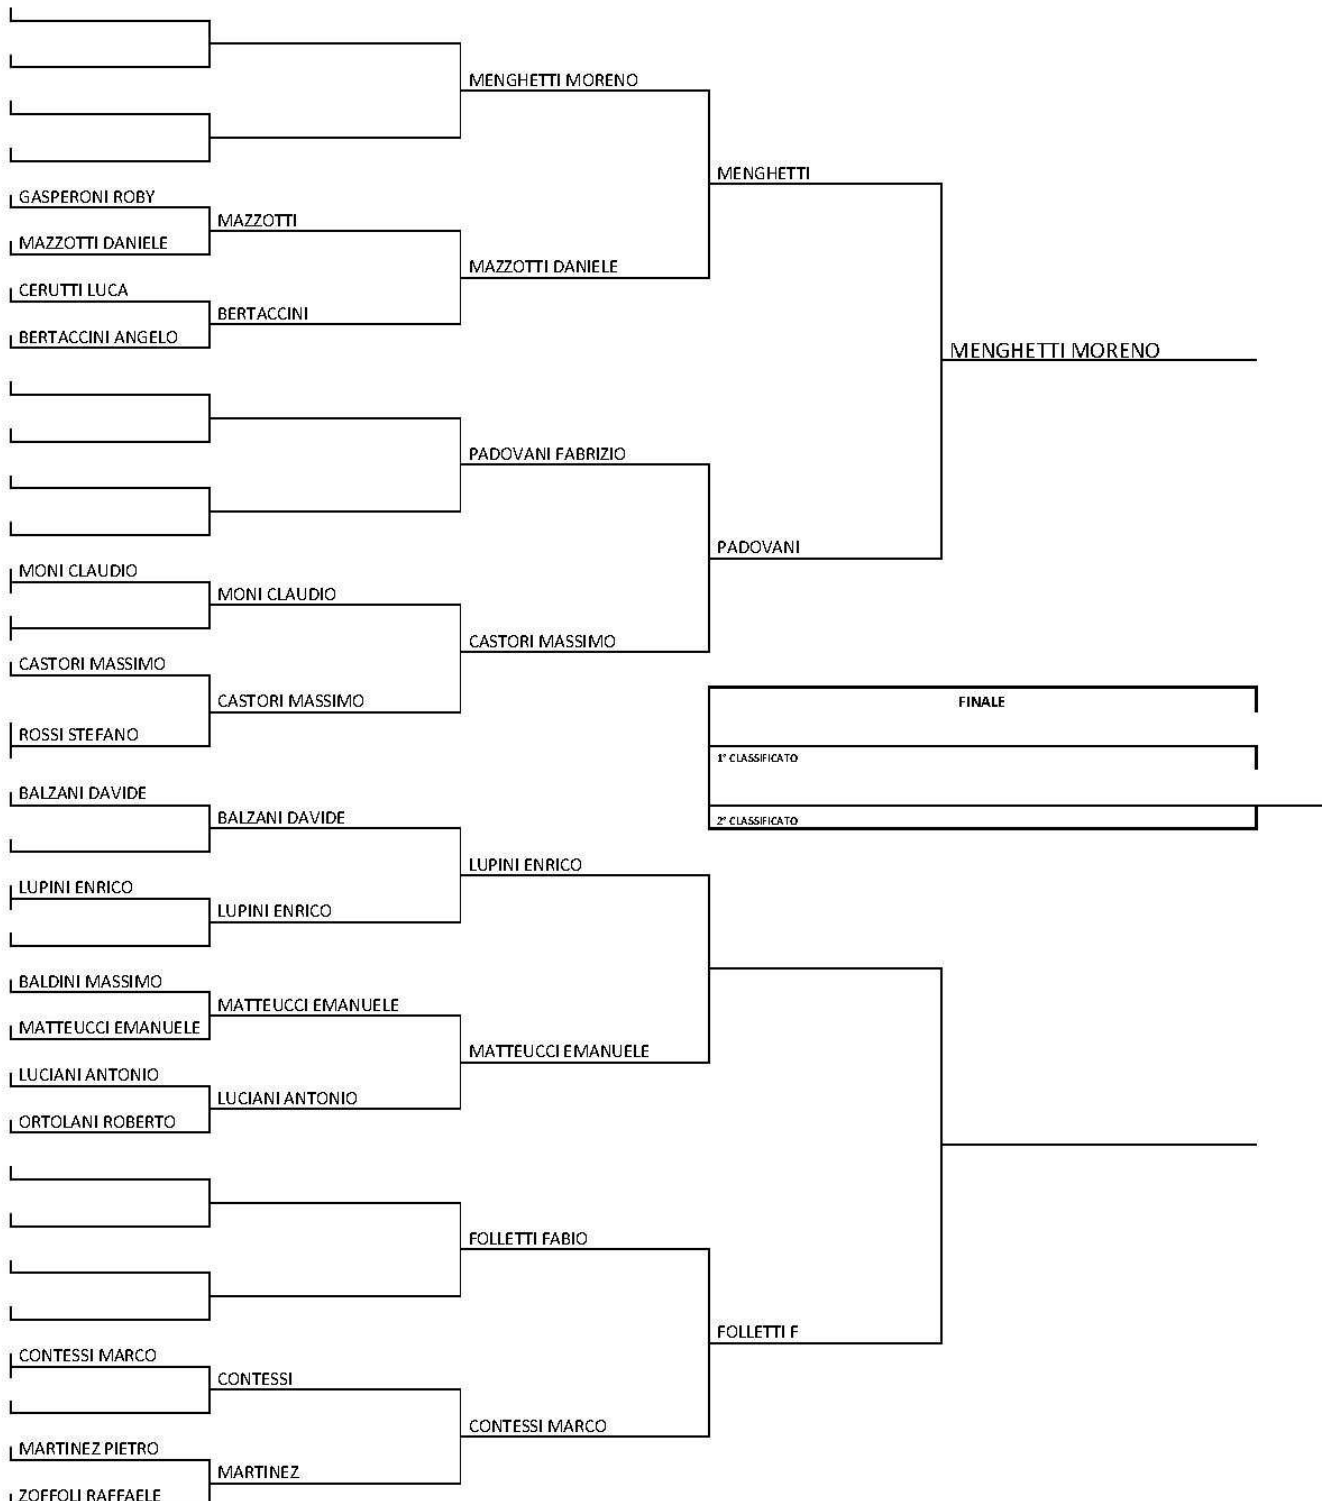 MENGHETTI MORENO
MENGHETTI
GASPERONI ROBY
MAZZOTTI
MAZZOTTI DANIELE
MAZZOTTI DANIELE
CERUTTI LUCA
BERTACCINI
BERTACCINI ANGELO
MENGHETTI MORENO
PADOVANI FABRIZIO
PADOVANI
MONI CLAUDIO
MONI CLAUDIO
CASTORI MASSIMO
CASTORI MASSIMO
CASTORI MASSIMO
FINALE
ROSSI STEFANO
1° CLASSIFICATO
BALZANI DAVIDE
BALZANI DAVIDE
2° CLASSIFICATO
LUPINI ENRICO
LUPINI ENRICO
LUPINI ENRICO
BALDINI MASSIMO
MATTEUCCI EMANUELE
MATTEUCCI EMANUELE
MATTEUCCI EMANUELE
LUCIANI ANTONIO
LUCIANI ANTONIO
ORTOLANI ROBERTO
FOLLETTI FABIO
FOLLETTI F
CONTESSI MARCO
CONTESSI
CONTESSI MARCO
MARTINEZ PIETRO
MARTINEZ
ZOFFOLI RAFFAELE